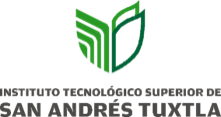 INSTITUTO TECNOLÓGICO SUPERIOR DE
SAN ANDRÉS TUXTLA